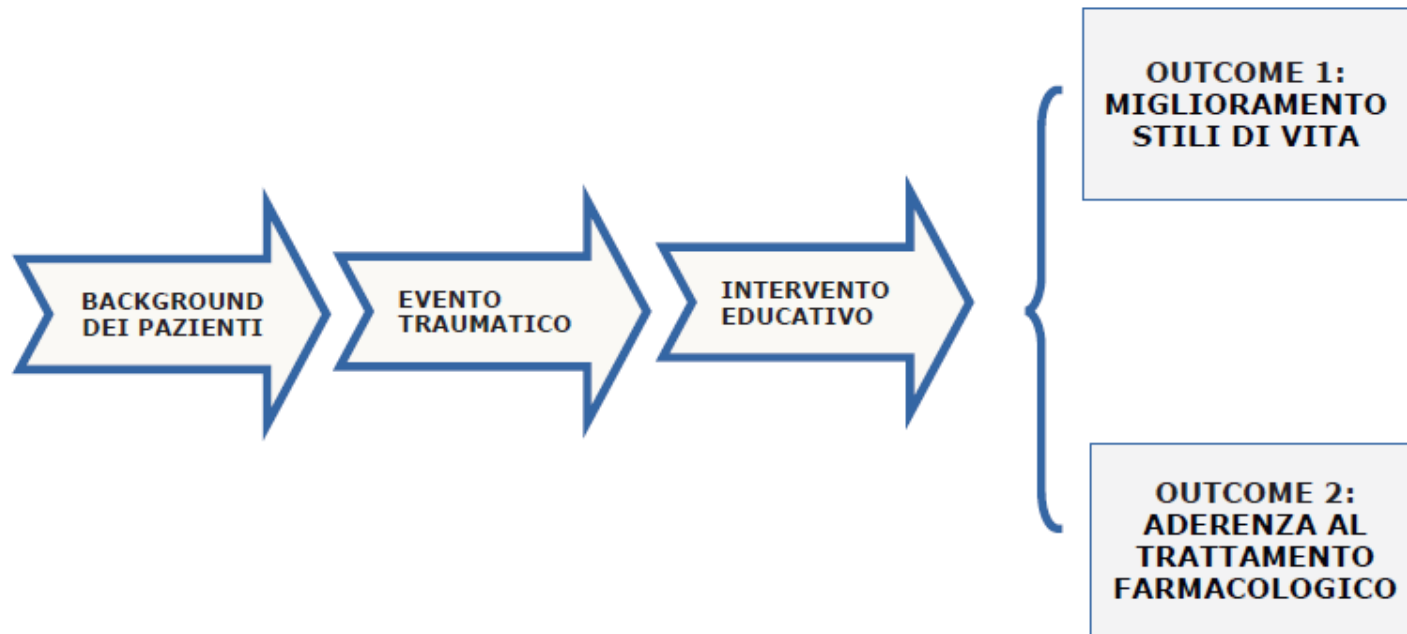 BACKGROUND
DEI PAZIENTI
EVENTO
TRAUMATICO
INTERVENTO
EDUCATIVO
OUTCOME 1:
MIGLIORAMENTO
STILI DI VITA
OUTCOME 2:
ADERENZA AL
TRATTAMENTO
FARMACOLOGICO